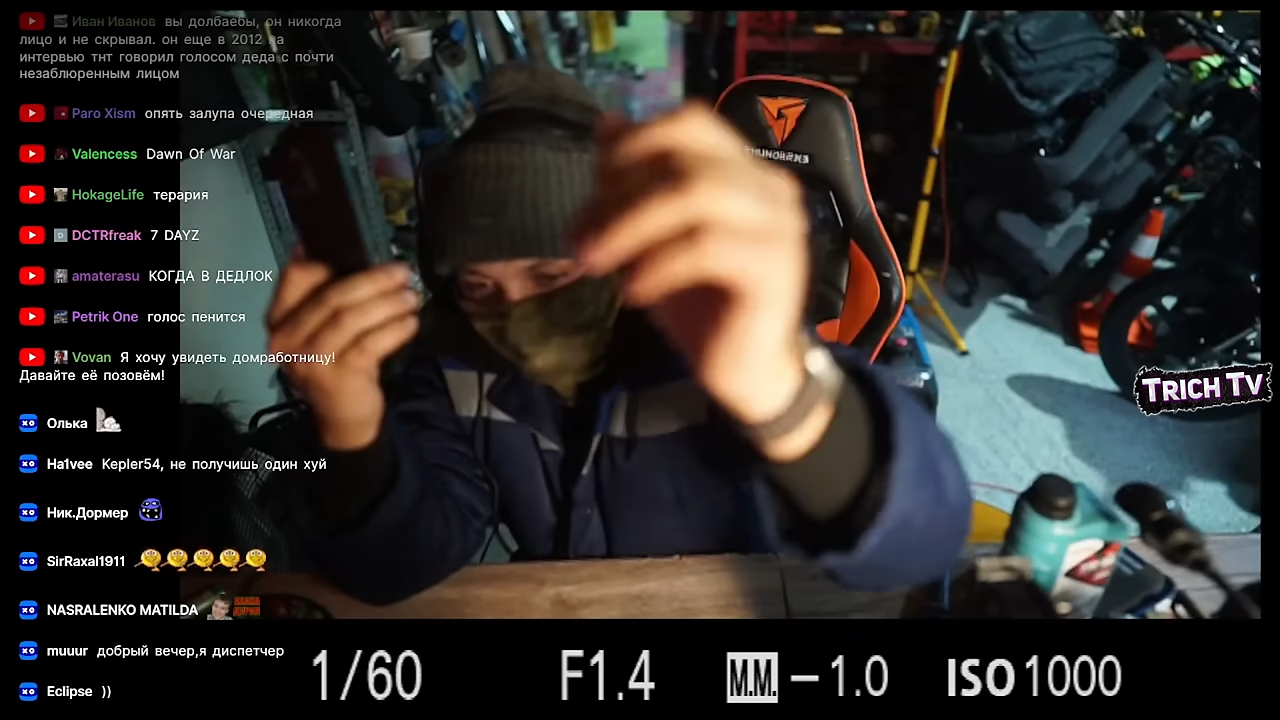 Иван Иванов вы долбаебы, он никогда
лицо и не скрывал. он еще в 2012 на
интервью тнт говорил голосом деда с почти
незаблюренным лицом
Paro Xism опять залупа очередная
Valencess Dawn Of War
HokageLife терария
DCTRfreak 7 DAYZ
amaterasu КОГДА В ДЕДЛОК
Petrik One голос пенится
Vovan Я хочу увидеть домработницу!
Давайте её позовём!
Олька
Ha1vee Kepler54, не получишь один хуй
Ник.Дормер
SirRaxal1911
NASRALENKO MATILDA
muuur добрый вечер,я диспетчер
Eclipse ))
TRICH TV
1/60 F1.4 M.M. −1.0 ISO 1000